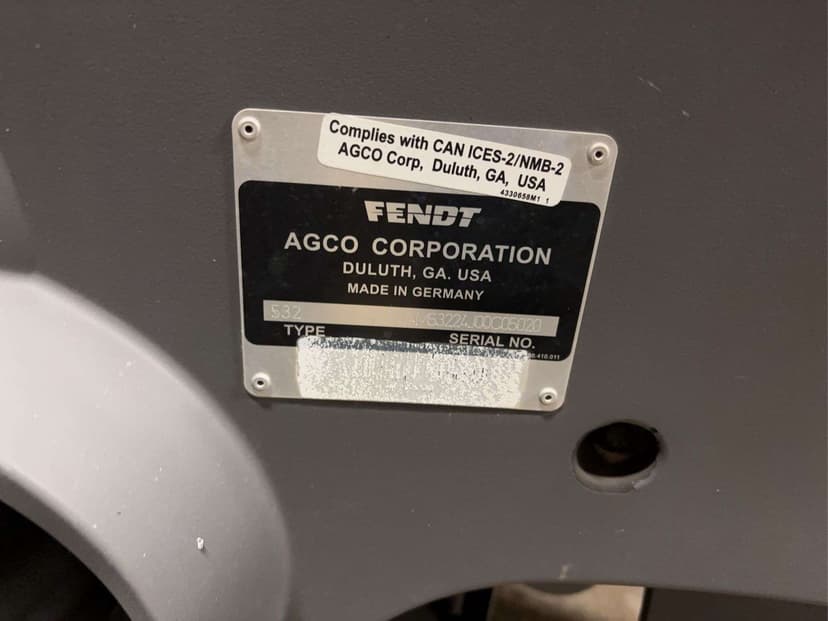 Complies with CAN ICES-2/NMB-2
AGCO Corp, Duluth, GA, USA
4330658M1 1
FENDT
AGCO CORPORATION
DULUTH, GA. USA
MADE IN GERMANY
532
TYPE
SERIAL NO.